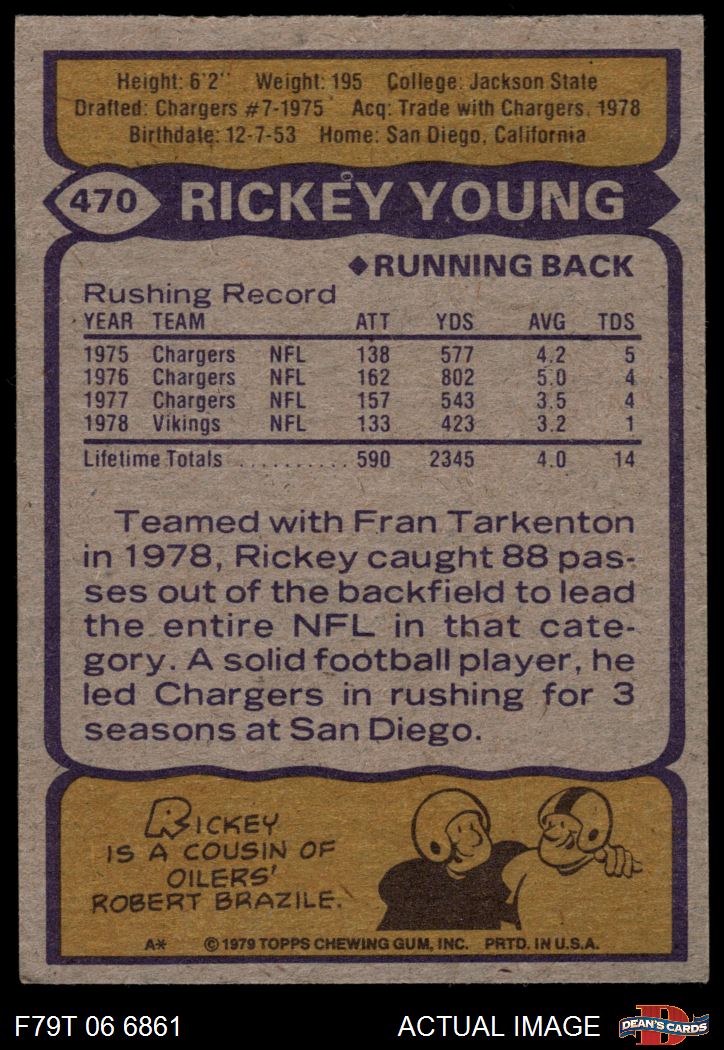 Height: 6'2" Weight: 195 College: Jackson State
Drafted: Chargers #7-1975 Acq: Trade with Chargers, 1978
Birthdate: 12-7-53 Home: San Diego, California
470 RICKEY YOUNG
◆RUNNING BACK
Rushing Record
YEAR TEAM ATT YDS AVG TDS
1975 Chargers NFL 138 577 4.2 5
1976 Chargers NFL 162 802 5.0 4
1977 Chargers NFL 157 543 3.5 4
1978 Vikings NFL 133 423 3.2 1
Lifetime Totals .......... 590 2345 4.0 14
Teamed with Fran Tarkenton
in 1978, Rickey caught 88 pas-
ses out of the backfield to lead
the entire NFL in that cate-
gory. A solid football player, he
led Chargers in rushing for 3
seasons at San Diego.
RICKEY
IS A COUSIN OF
OILERS'
ROBERT BRAZILE.
A* © 1979 TOPPS CHEWING GUM, INC. PRTD. IN U.S.A.
F79T 06 6861 ACTUAL IMAGE D DEAN'S CARDS